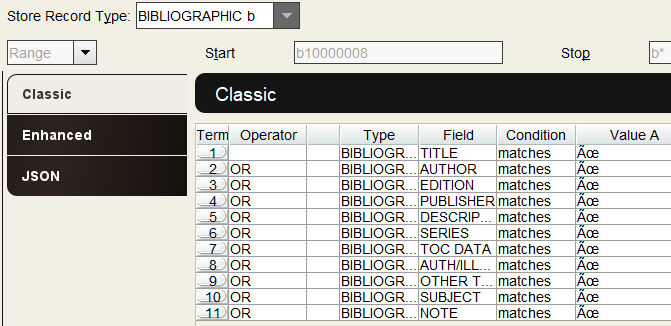 Store Record Type: BIBLIOGRAPHIC b
Range Start b10000008 Stop b*
Classic
Enhanced
JSON
Classic
Term Operator Type Field Condition Value A
1 BIBLIOGR... TITLE matches Ãœ
2 OR BIBLIOGR... AUTHOR matches Ãœ
3 OR BIBLIOGR... EDITION matches Ãœ
4 OR BIBLIOGR... PUBLISHER matches Ãœ
5 OR BIBLIOGR... DESCRIP... matches Ãœ
6 OR BIBLIOGR... SERIES matches Ãœ
7 OR BIBLIOGR... TOC DATA matches Ãœ
8 OR BIBLIOGR... AUTH/ILL... matches Ãœ
9 OR BIBLIOGR... OTHER T... matches Ãœ
10 OR BIBLIOGR... SUBJECT matches Ãœ
11 OR BIBLIOGR... NOTE matches Ãœ